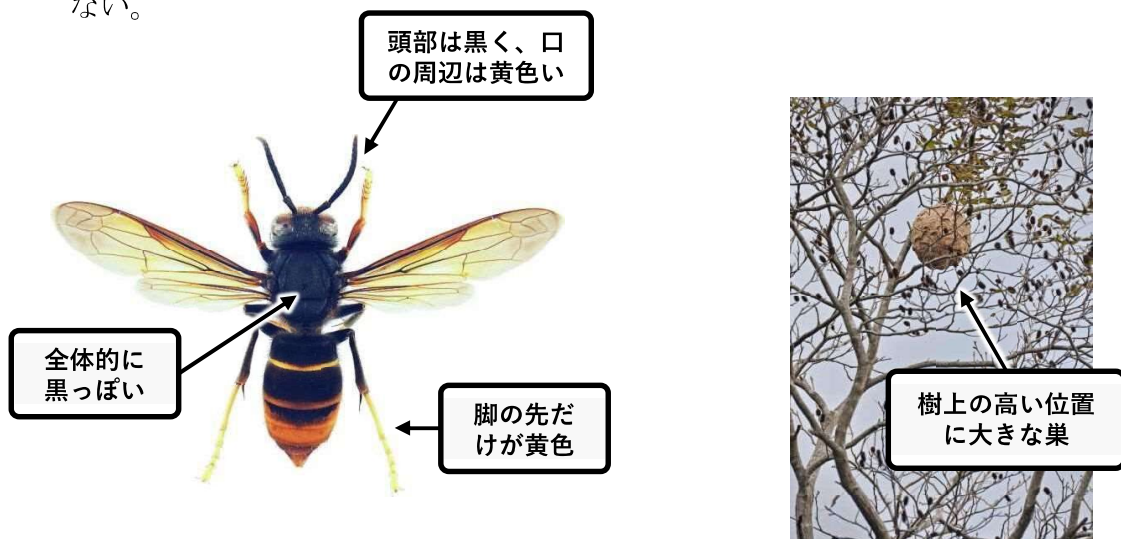 ない。
頭部は黒く、口
の周辺は黄色い
全体的に
黒っぽい
脚の先だ
けが黄色
樹上の高い位置
に大きな巣